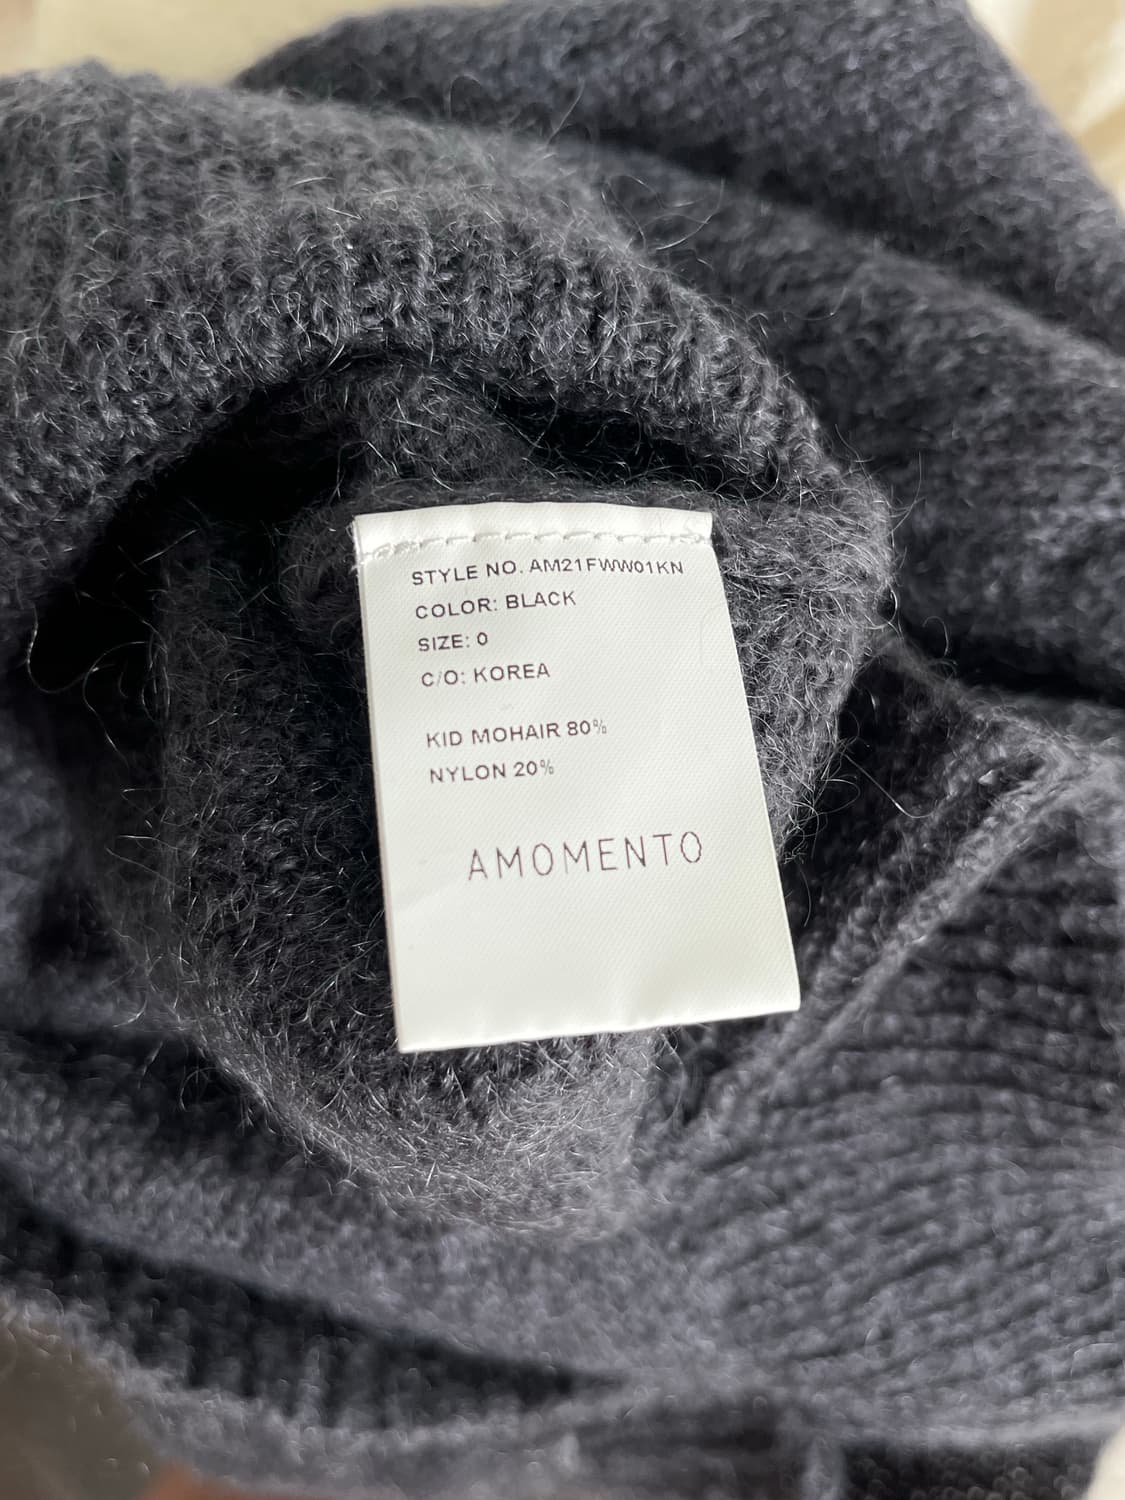 STYLE NO. AM21FWW01KN
COLOR: BLACK
SIZE: 0
C/O: KOREA
KID MOHAIR 80%
NYLON 20%
AMOMENTO